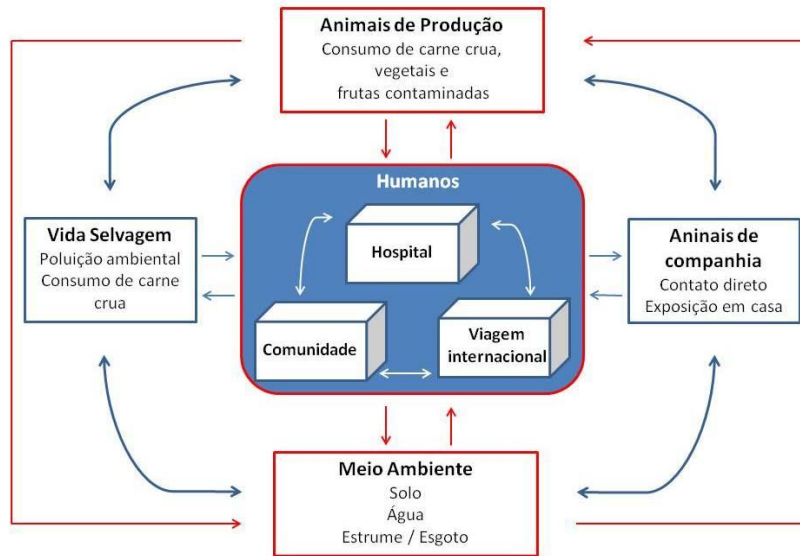 Animais de Produção
Consumo de carne crua,
vegetais e
frutas contaminadas
Humanos
Hospital
Comunidade
Viagem
internacional
Vida Selvagem
Poluição ambiental
Consumo de carne
crua
Aninais de
companhia
Contato direto
Exposição em casa
Meio Ambiente
Solo
Água
Estrume / Esgoto